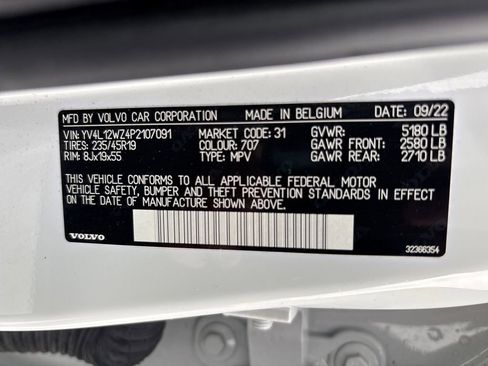 MFD BY VOLVO CAR CORPORATION MADE IN BELGIUM DATE: 09/22
VIN: YV4L12WZ4P2107091 MARKET CODE: 31 GVWR: 5180 LB
TIRES: 235/45R19 COLOUR: 707 GAWR FRONT: 2580 LB
RIM: 8Jx19x55 TYPE: MPV GAWR REAR: 2710 LB
THIS VEHICLE CONFORMS TO ALL APPLICABLE FEDERAL MOTOR
VEHICLE SAFETY, BUMPER AND THEFT PREVENTION STANDARDS IN EFFECT
ON THE DATE OF MANUFACTURE SHOWN ABOVE.
VOLVO 32366354